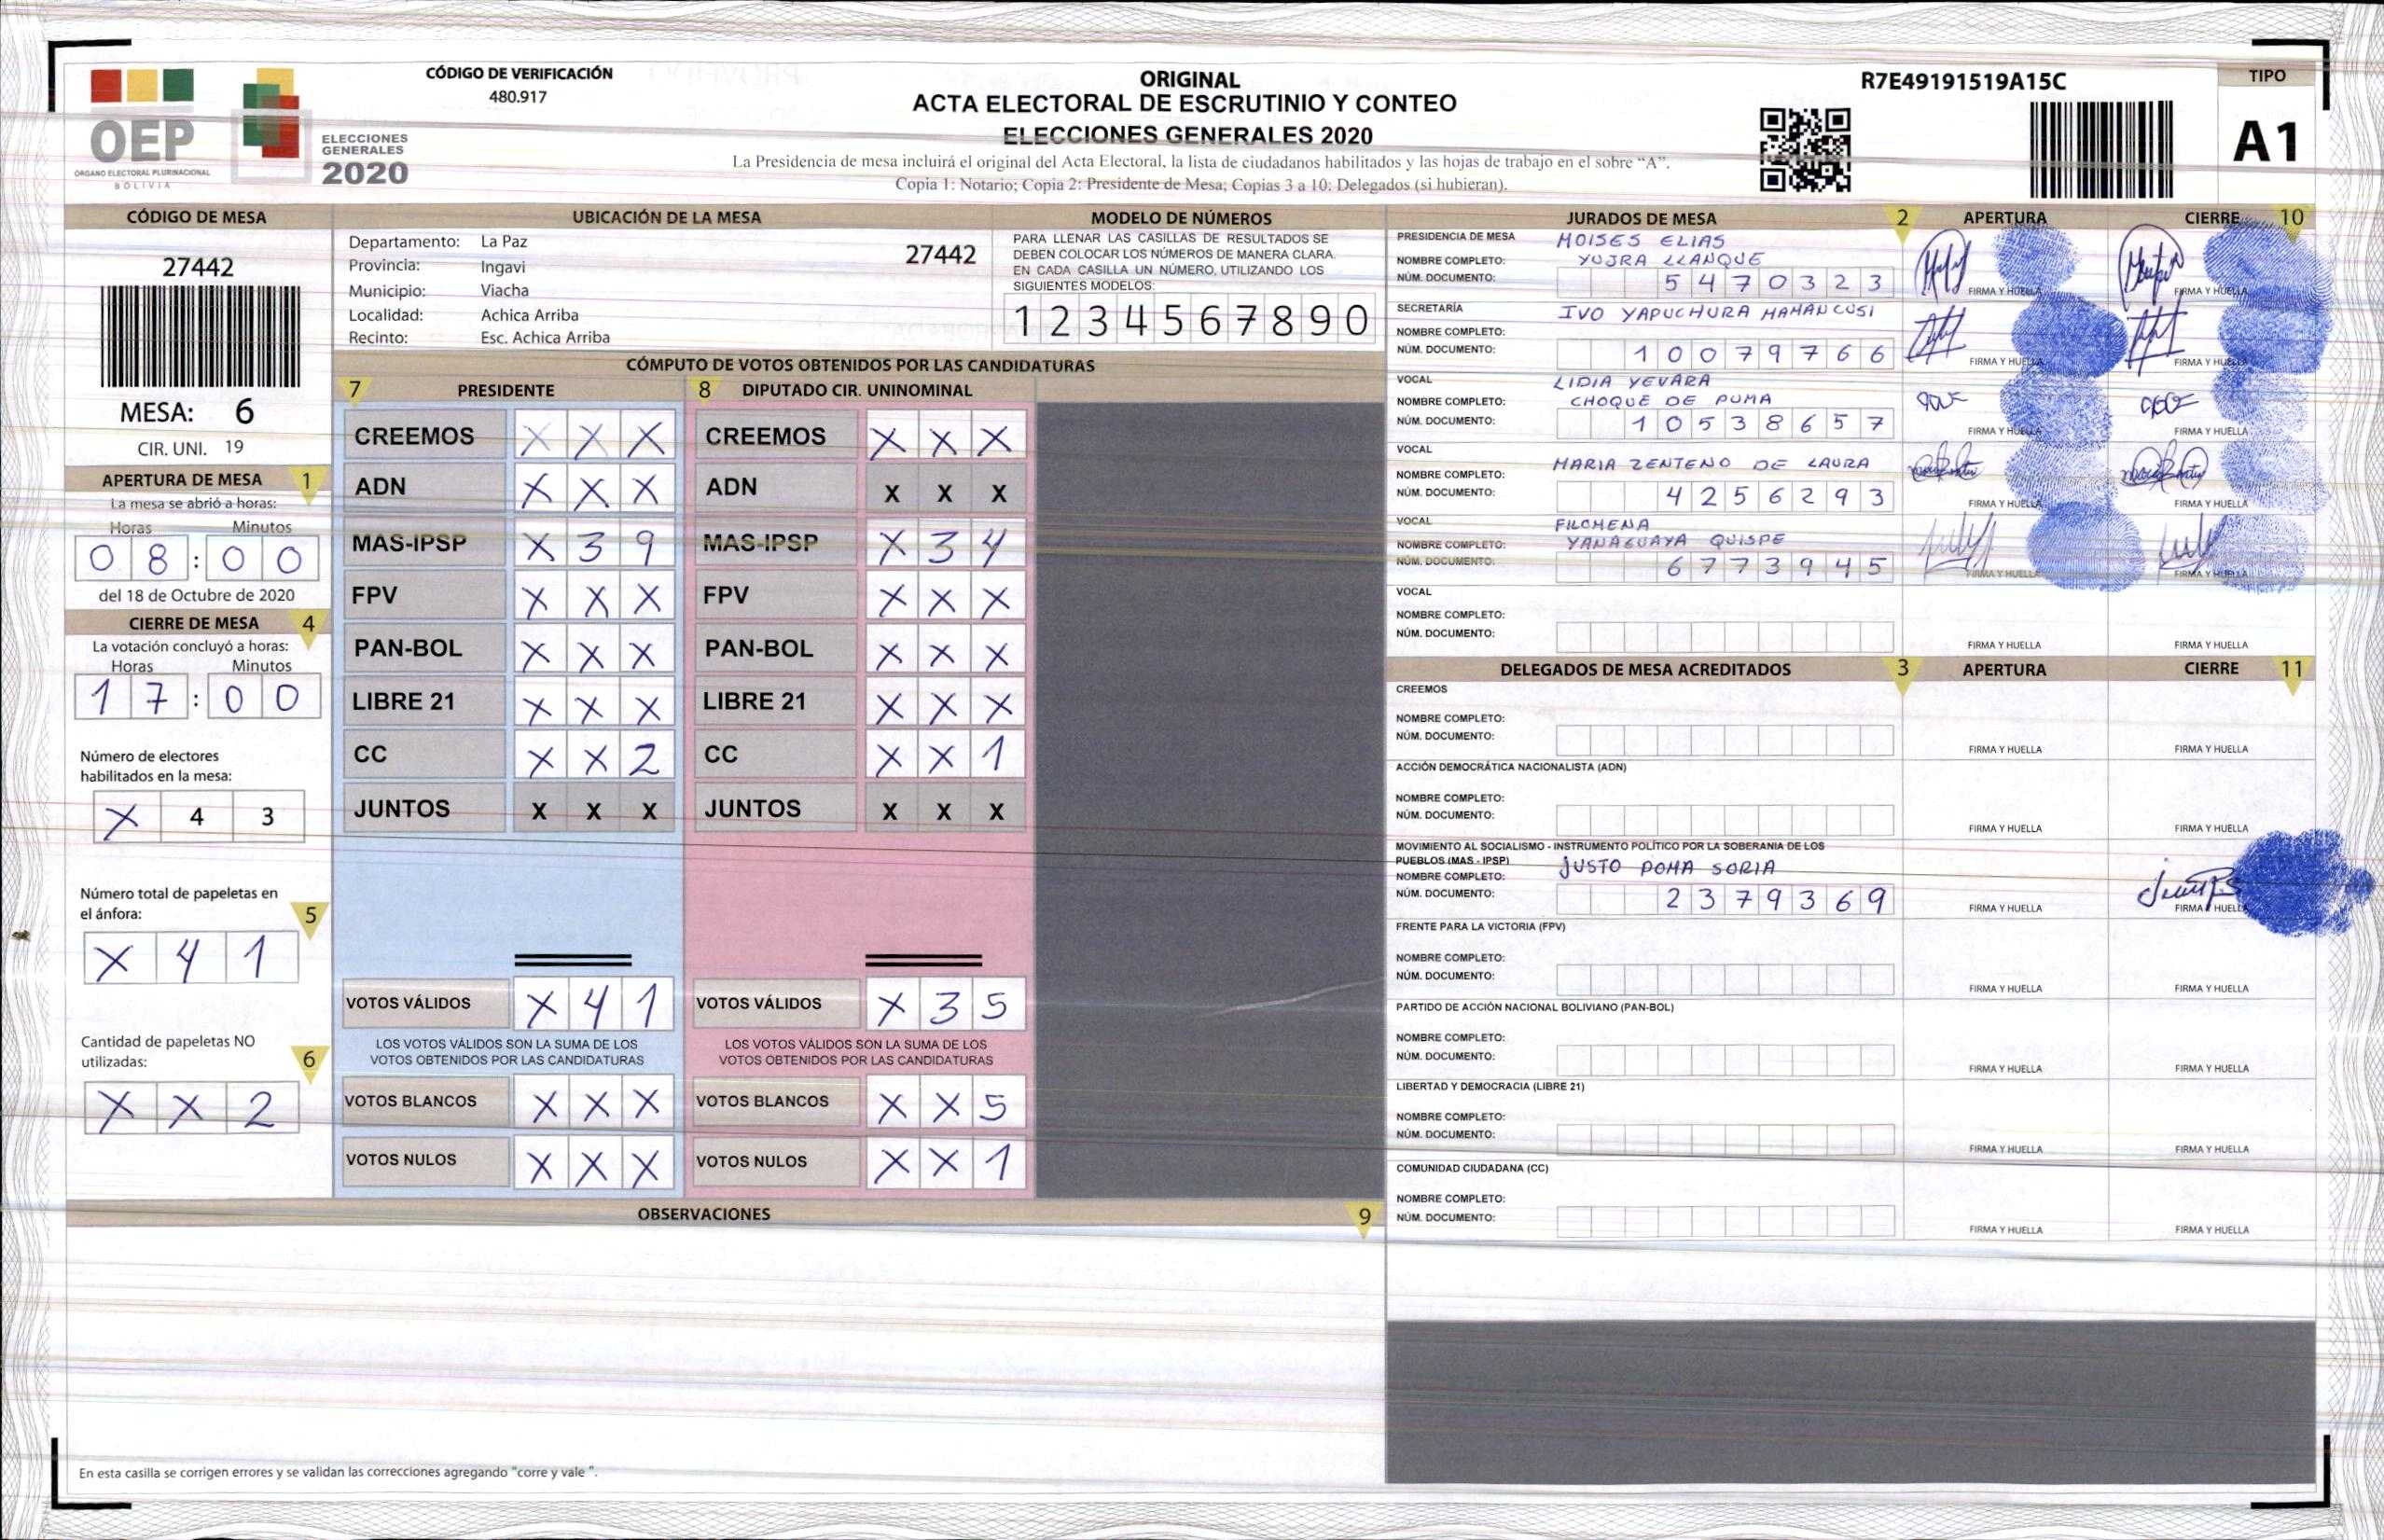 OEP
ÓRGANO ELECTORAL PLURINACIONAL
BOLIVIA
ELECCIONES
GENERALES
2020
CÓDIGO DE VERIFICACIÓN
480.917
ORIGINAL
ACTA ELECTORAL DE ESCRUTINIO Y CONTEO
ELECCIONES GENERALES 2020
La Presidencia de mesa incluirá el original del Acta Electoral, la lista de ciudadanos habilitados y las hojas de trabajo en el sobre “A”.
Copia 1: Notario; Copia 2: Presidente de Mesa; Copias 3 a 10: Delegados (si hubieran).
R7E49191519A15C
TIPO
A1
CÓDIGO DE MESA
27442
MESA: 6
CIR. UNI. 19
APERTURA DE MESA 1
La mesa se abrió a horas:
Horas Minutos
0 8 : 0 0
del 18 de Octubre de 2020
CIERRE DE MESA 4
La votación concluyó a horas:
Horas Minutos
1 7 : 0 0
Número de electores
habilitados en la mesa:
X 4 3
Número total de papeletas en
el ánfora: 5
X 4 1
Cantidad de papeletas NO
utilizadas: 6
X X 2
UBICACIÓN DE LA MESA
Departamento: La Paz
27442
Provincia: Ingavi
Municipio: Viacha
Localidad: Achica Arriba
Recinto: Esc. Achica Arriba
MODELO DE NÚMEROS
PARA LLENAR LAS CASILLAS DE RESULTADOS SE
DEBEN COLOCAR LOS NÚMEROS DE MANERA CLARA.
EN CADA CASILLA UN NÚMERO, UTILIZANDO LOS
SIGUIENTES MODELOS:
1 2 3 4 5 6 7 8 9 0
CÓMPUTO DE VOTOS OBTENIDOS POR LAS CANDIDATURAS
7 PRESIDENTE
CREEMOS X X X
ADN X X X
MAS-IPSP X 3 9
FPV X X X
PAN-BOL X X X
LIBRE 21 X X X
CC X X 2
JUNTOS X X X
VOTOS VÁLIDOS X 4 1
LOS VOTOS VÁLIDOS SON LA SUMA DE LOS
VOTOS OBTENIDOS POR LAS CANDIDATURAS
VOTOS BLANCOS X X X
VOTOS NULOS X X X
8 DIPUTADO CIR. UNINOMINAL
CREEMOS X X X
ADN X X X
MAS-IPSP X 3 4
FPV X X X
PAN-BOL X X X
LIBRE 21 X X X
CC X X 1
JUNTOS X X X
VOTOS VÁLIDOS X 3 5
LOS VOTOS VÁLIDOS SON LA SUMA DE LOS
VOTOS OBTENIDOS POR LAS CANDIDATURAS
VOTOS BLANCOS X X 5
VOTOS NULOS X X 1
OBSERVACIONES 9
En esta casilla se corrigen errores y se validan las correcciones agregando “corre y vale ”.
JURADOS DE MESA 2 APERTURA CIERRE 10
PRESIDENCIA DE MESA MOISES ELIAS
NOMBRE COMPLETO: YUJRA LLANQUE
NÚM. DOCUMENTO: 5 4 7 0 3 2 3
FIRMA Y HUELLA FIRMA Y HUELLA
SECRETARÍA IVO YAPUCHURA MAMANCUSI
NOMBRE COMPLETO:
NÚM. DOCUMENTO: 1 0 0 7 9 7 6 6
FIRMA Y HUELLA FIRMA Y HUELLA
VOCAL LIDIA YEVARA
NOMBRE COMPLETO: CHOQUE DE PUMA
NÚM. DOCUMENTO: 1 0 5 3 8 6 5 7
FIRMA Y HUELLA FIRMA Y HUELLA
VOCAL
MARIA ZENTENO DE LAURA
NOMBRE COMPLETO:
NÚM. DOCUMENTO: 4 2 5 6 2 9 3
FIRMA Y HUELLA FIRMA Y HUELLA
VOCAL FILOMENA
NOMBRE COMPLETO: YANAGUAYA QUISPE
NÚM. DOCUMENTO: 6 7 7 3 9 4 5
FIRMA Y HUELLA FIRMA Y HUELLA
VOCAL
NOMBRE COMPLETO:
NÚM. DOCUMENTO:
FIRMA Y HUELLA FIRMA Y HUELLA
DELEGADOS DE MESA ACREDITADOS 3 APERTURA CIERRE 11
CREEMOS
NOMBRE COMPLETO:
NÚM. DOCUMENTO:
FIRMA Y HUELLA FIRMA Y HUELLA
ACCIÓN DEMOCRÁTICA NACIONALISTA (ADN)
NOMBRE COMPLETO:
NÚM. DOCUMENTO:
FIRMA Y HUELLA FIRMA Y HUELLA
MOVIMIENTO AL SOCIALISMO - INSTRUMENTO POLÍTICO POR LA SOBERANIA DE LOS
PUEBLOS (MAS - IPSP) JUSTO POMA SORIA
NOMBRE COMPLETO:
NÚM. DOCUMENTO: 2 3 7 9 3 6 9
FIRMA Y HUELLA FIRMA Y HUELLA
FRENTE PARA LA VICTORIA (FPV)
NOMBRE COMPLETO:
NÚM. DOCUMENTO:
FIRMA Y HUELLA FIRMA Y HUELLA
PARTIDO DE ACCIÓN NACIONAL BOLIVIANO (PAN-BOL)
NOMBRE COMPLETO:
NÚM. DOCUMENTO:
FIRMA Y HUELLA FIRMA Y HUELLA
LIBERTAD Y DEMOCRACIA (LIBRE 21)
NOMBRE COMPLETO:
NÚM. DOCUMENTO:
FIRMA Y HUELLA FIRMA Y HUELLA
COMUNIDAD CIUDADANA (CC)
NOMBRE COMPLETO:
NÚM. DOCUMENTO:
FIRMA Y HUELLA FIRMA Y HUELLA